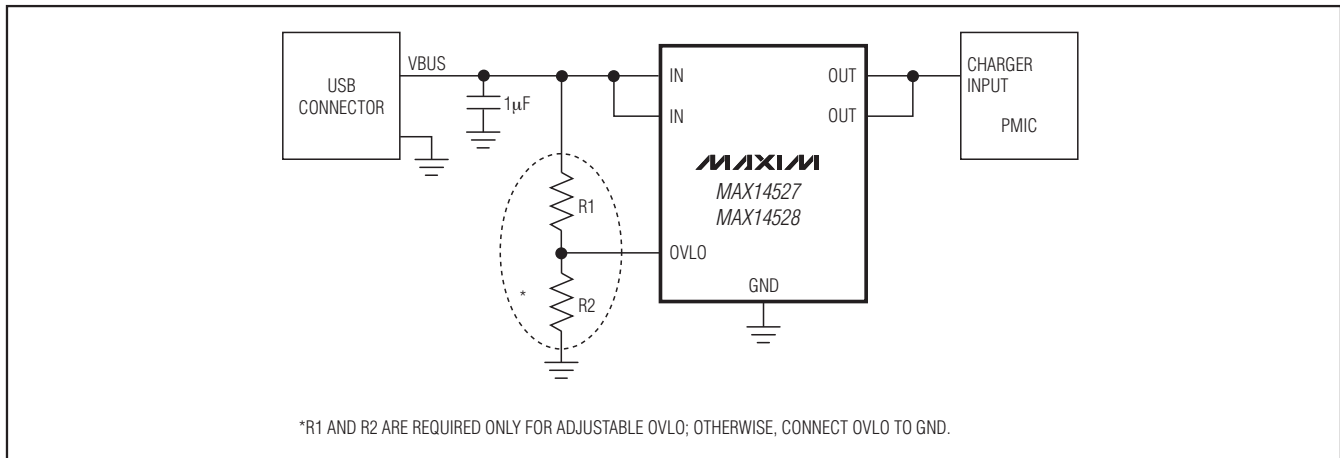 USB
CONNECTOR
VBUS
1μF
R1
R2
*
IN
IN
OVLO
GND
OUT
OUT
MAXIM
MAX14527
MAX14528
CHARGER
INPUT
PMIC
*R1 AND R2 ARE REQUIRED ONLY FOR ADJUSTABLE OVLO; OTHERWISE, CONNECT OVLO TO GND.